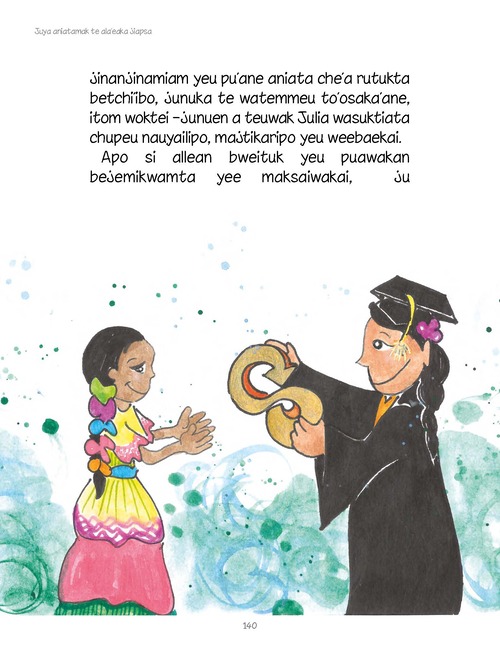 Juya aniatamak te ala'eaka jiapsa
jinanjinamiam yeu pu'ane aniata che'a rutukta
betchi'ibo, junuka te watemmeu to'osaka'ane,
itom woktei –junuen a teuwak Julia wasuktiata
chupeu nauyailipo, majtikaripo yeu weebaekai.
Apo si allean bweituk yeu puawakan
bejemikwamta yee maksaiwakai, ju
140